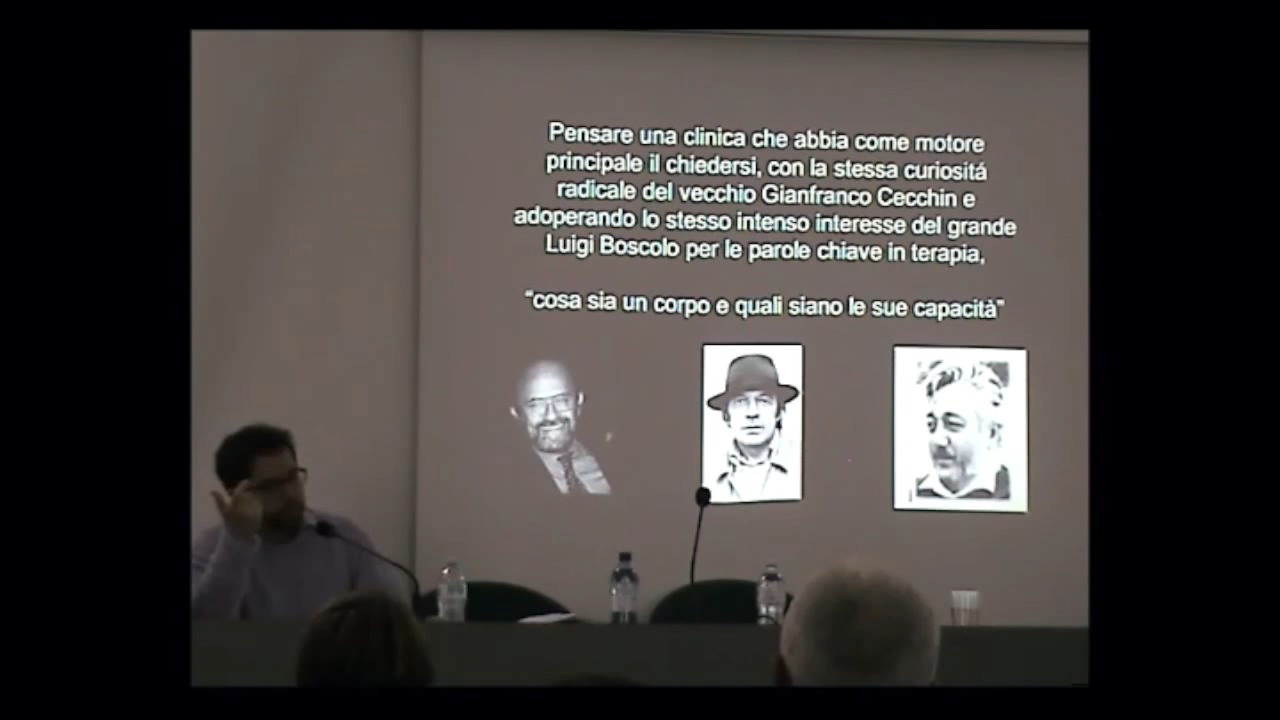 Pensare una clinica che abbia come motore
principale il chiedersi, con la stessa curiositá
radicale del vecchio Gianfranco Cecchin e
adoperando lo stesso intenso interesse del grande
Luigi Boscolo per le parole chiave in terapia,
“cosa sia un corpo e quali siano le sue capacità”